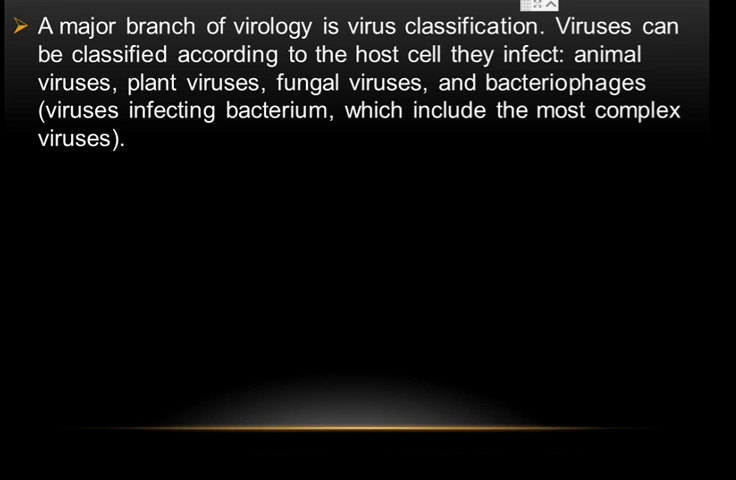 A major branch of virology is virus classification. Viruses can
be classified according to the host cell they infect: animal
viruses, plant viruses, fungal viruses, and bacteriophages
(viruses infecting bacterium, which include the most complex
viruses).